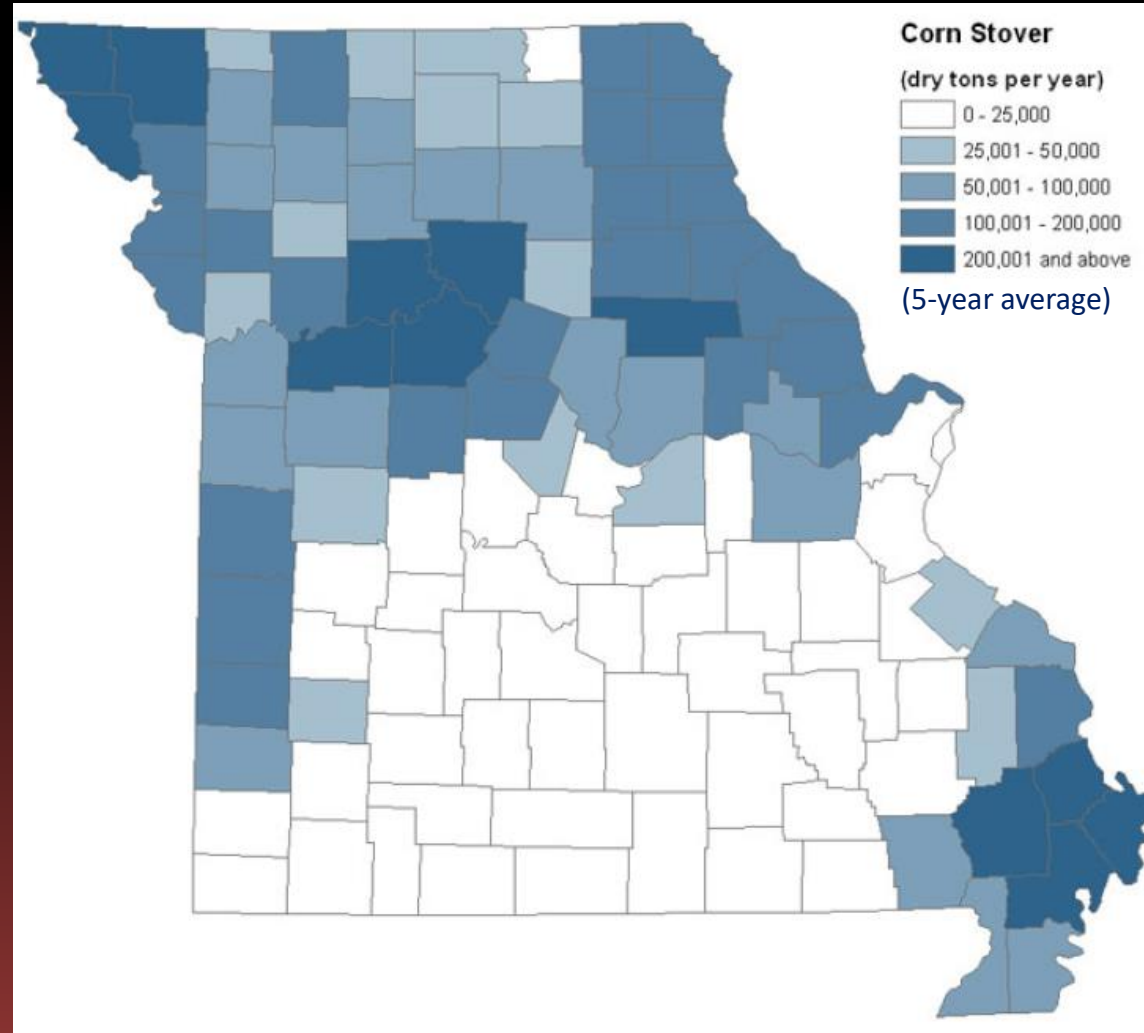 Corn Stover
(dry tons per year)
0 - 25,000
25,001 - 50,000
50,001 - 100,000
100,001 - 200,000
200,001 and above
(5-year average)